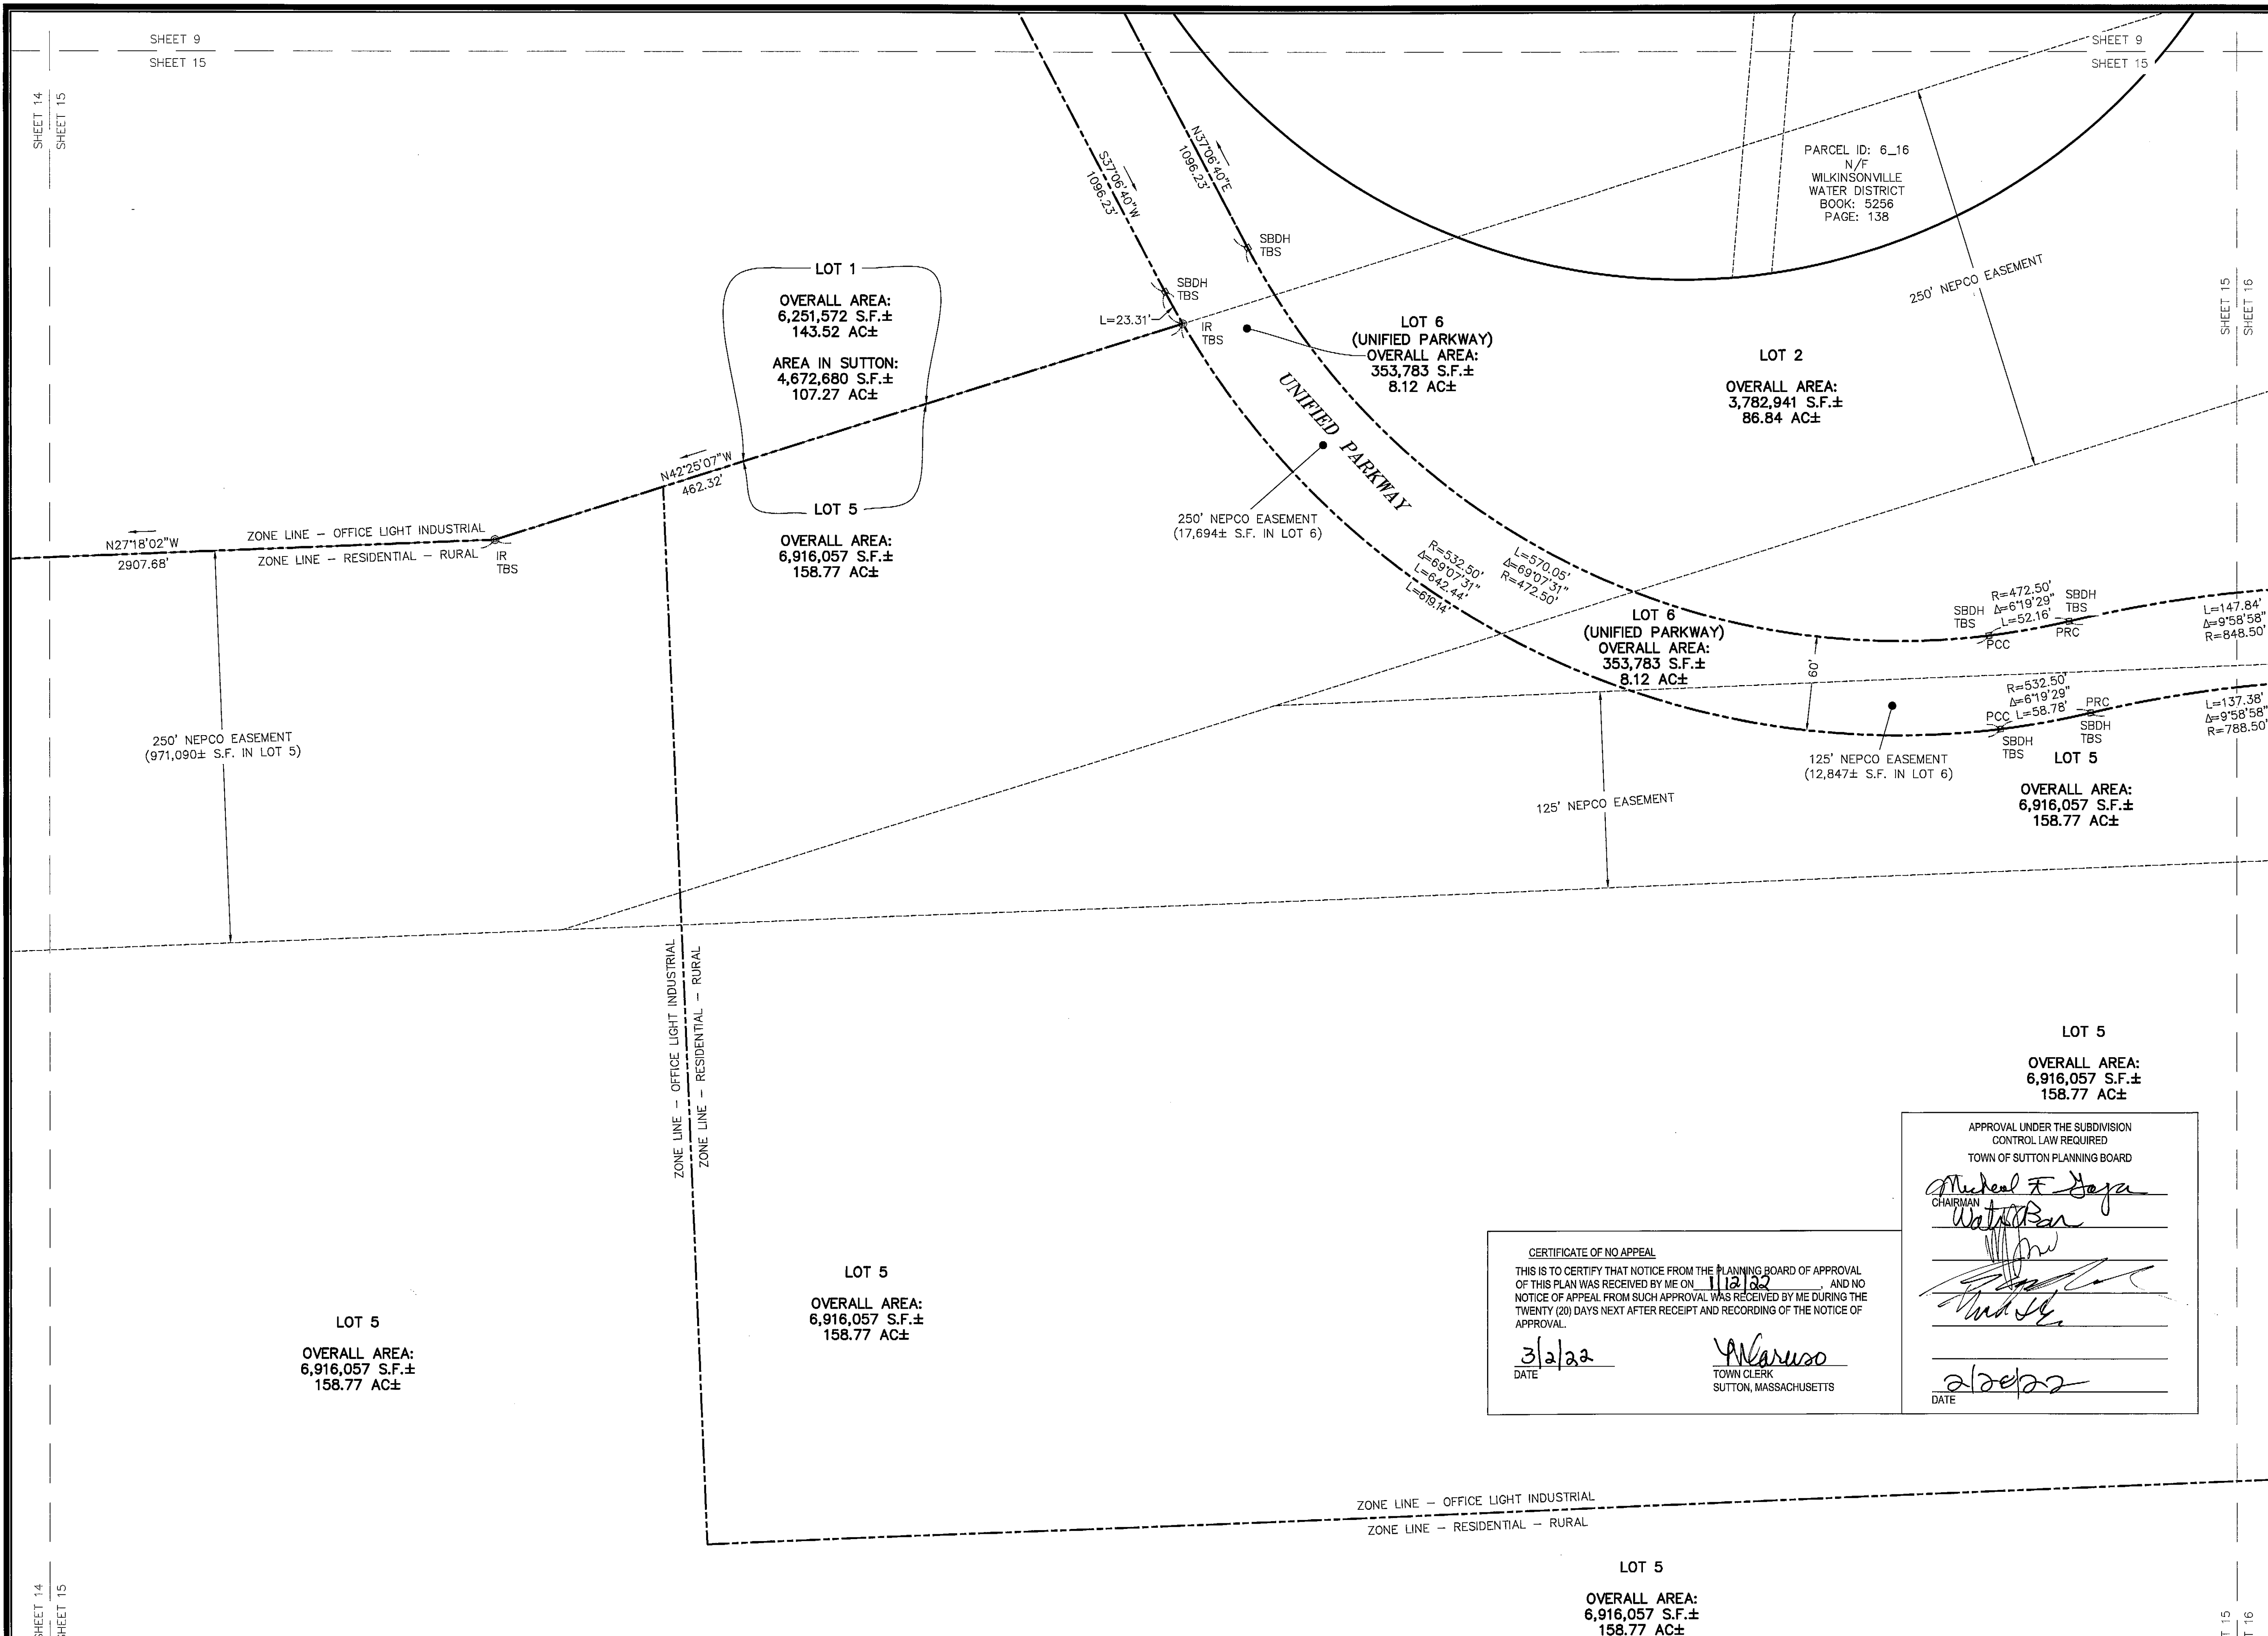 SHEET 9
SHEET 15
SHEET 9
SHEET 15
SHEET 14
SHEET 15
SHEET 15
SHEET 16
S37°06'40"W
1096.23'
N37°06'40"E
1096.23'
PARCEL ID: 6_16
N/F
WILKINSONVILLE
WATER DISTRICT
BOOK: 5256
PAGE: 138
250' NEPCO EASEMENT
SBDH
TBS
SBDH
TBS
L=23.31'
IR
TBS
LOT 1
OVERALL AREA:
6,251,572 S.F.±
143.52 AC±
AREA IN SUTTON:
4,672,680 S.F.±
107.27 AC±
LOT 6
(UNIFIED PARKWAY)
OVERALL AREA:
353,783 S.F.±
8.12 AC±
LOT 2
OVERALL AREA:
3,782,941 S.F.±
86.84 AC±
UNIFIED PARKWAY
N42°25'07"W
462.32'
LOT 5
OVERALL AREA:
6,916,057 S.F.±
158.77 AC±
250' NEPCO EASEMENT
(17,694± S.F. IN LOT 6)
N27°18'02"W
2907.68'
ZONE LINE - OFFICE LIGHT INDUSTRIAL
ZONE LINE - RESIDENTIAL - RURAL
IR
TBS
R=532.50'
Δ=69°07'31"
L=642.44'
L=619.14'
L=570.05'
Δ=69°07'31"
R=472.50'
LOT 6
(UNIFIED PARKWAY)
OVERALL AREA:
353,783 S.F.±
8.12 AC±
60'
SBDH
TBS
R=472.50'
Δ=6°19'29"
L=52.16'
PCC
SBDH
TBS
PRC
L=147.84'
Δ=9°58'58"
R=848.50'
R=532.50'
Δ=6°19'29"
L=58.78'
PCC
SBDH
TBS
PRC
SBDH
TBS
L=137.38'
Δ=9°58'58"
R=788.50'
250' NEPCO EASEMENT
(971,090± S.F. IN LOT 5)
125' NEPCO EASEMENT
125' NEPCO EASEMENT
(12,847± S.F. IN LOT 6)
LOT 5
OVERALL AREA:
6,916,057 S.F.±
158.77 AC±
ZONE LINE - OFFICE LIGHT INDUSTRIAL
ZONE LINE - RESIDENTIAL - RURAL
LOT 5
OVERALL AREA:
6,916,057 S.F.±
158.77 AC±
APPROVAL UNDER THE SUBDIVISION
CONTROL LAW REQUIRED
TOWN OF SUTTON PLANNING BOARD
CHAIRMAN
DATE
CERTIFICATE OF NO APPEAL
THIS IS TO CERTIFY THAT NOTICE FROM THE PLANNING BOARD OF APPROVAL
OF THIS PLAN WAS RECEIVED BY ME ON 1/12/22, AND NO
NOTICE OF APPEAL FROM SUCH APPROVAL WAS RECEIVED BY ME DURING THE
TWENTY (20) DAYS NEXT AFTER RECEIPT AND RECORDING OF THE NOTICE OF
APPROVAL.
3/2/22
DATE
TOWN CLERK
SUTTON, MASSACHUSETTS
LOT 5
OVERALL AREA:
6,916,057 S.F.±
158.77 AC±
LOT 5
OVERALL AREA:
6,916,057 S.F.±
158.77 AC±
ZONE LINE - OFFICE LIGHT INDUSTRIAL
ZONE LINE - RESIDENTIAL - RURAL
LOT 5
OVERALL AREA:
6,916,057 S.F.±
158.77 AC±
SHEET 14
SHEET 15